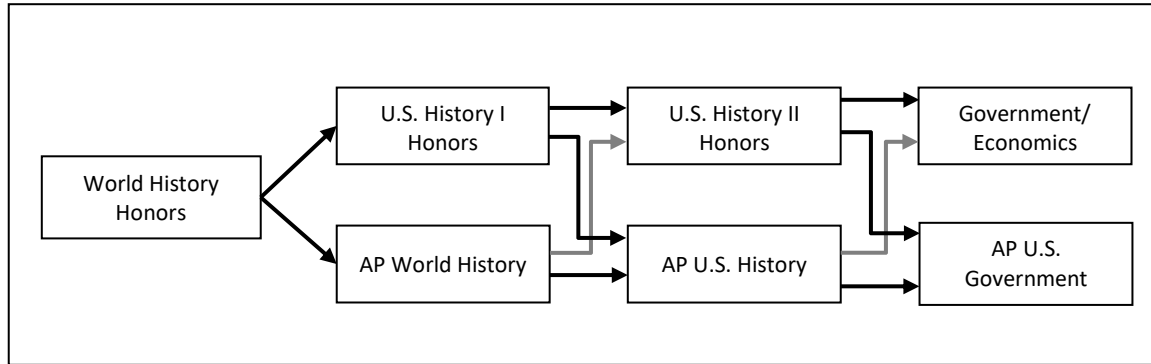 U.S. History I
Honors
U.S. History II
Honors
Government/
Economics
World History
Honors
AP World History
AP U.S. History
AP U.S.
Government